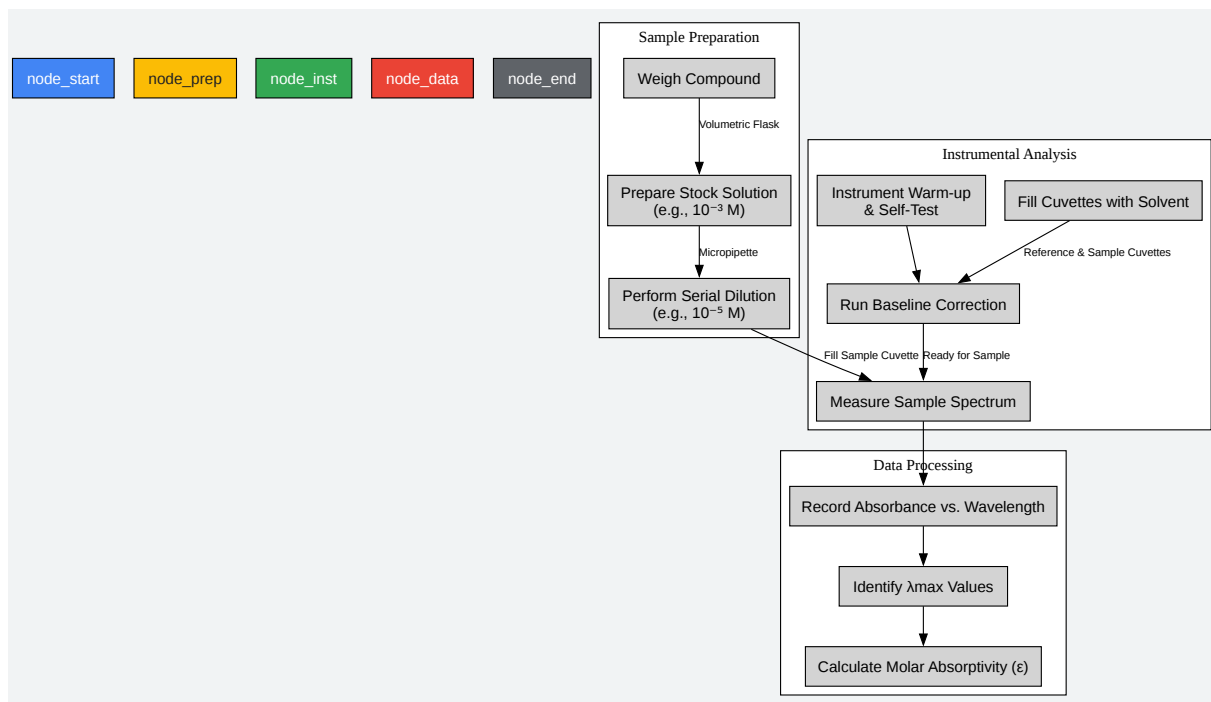 node_start
node_prep
node_inst
node_data
node_end
Sample Preparation
Weigh Compound
Volumetric Flask
Prepare Stock Solution
(e.g., 10⁻³ M)
Micropipette
Perform Serial Dilution
(e.g., 10⁻⁵ M)
Instrumental Analysis
Instrument Warm-up
& Self-Test
Fill Cuvettes with Solvent
Reference & Sample Cuvettes
Run Baseline Correction
Fill Sample Cuvette
Ready for Sample
Measure Sample Spectrum
Data Processing
Record Absorbance vs. Wavelength
Identify λmax Values
Calculate Molar Absorptivity (ε)